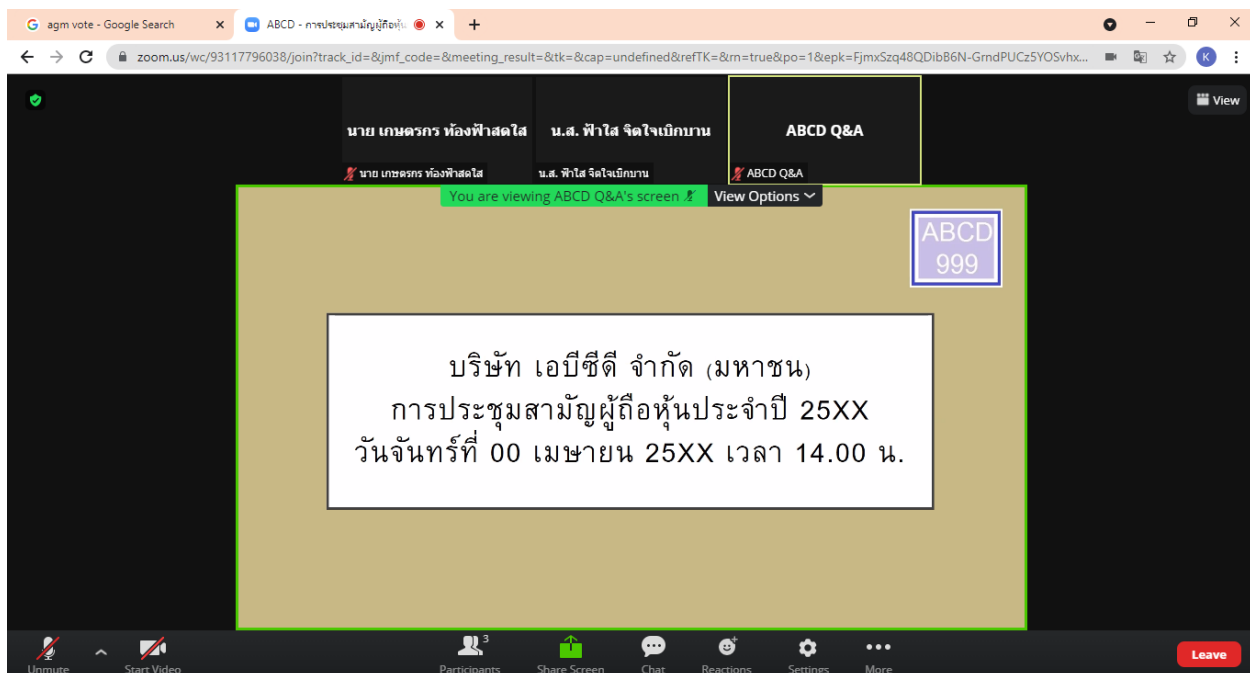 agm vote - Google Search
ABCD - การประชุมสามัญผู้ถือหุ้น
zoom.us/wc/93117796038/join?track_id=&jmf_code=&meeting_result=&tk=&cap=undefined&refTK=&rn=true&po=1&epk=FjmxSzq48QDibB6N-GrndPUCz5YOSvhx...
K
View
นาย เกษตรกร ท้องฟ้าสดใส น.ส. ฟ้าใส จิตใจเบิกบาน ABCD Q&A
นาย เกษตรกร ท้องฟ้าสดใส น.ส. ฟ้าใส จิตใจเบิกบาน ABCD Q&A
You are viewing ABCD Q&A's screen View Options
ABCD
999
บริษัท เอบีซีดี จำกัด (มหาชน)
การประชุมสามัญผู้ถือหุ้นประจำปี 25XX
วันจันทร์ที่ 00 เมษายน 25XX เวลา 14.00 น.
3
Unmute Start Video Participants Share Screen Chat Reactions Settings More Leave